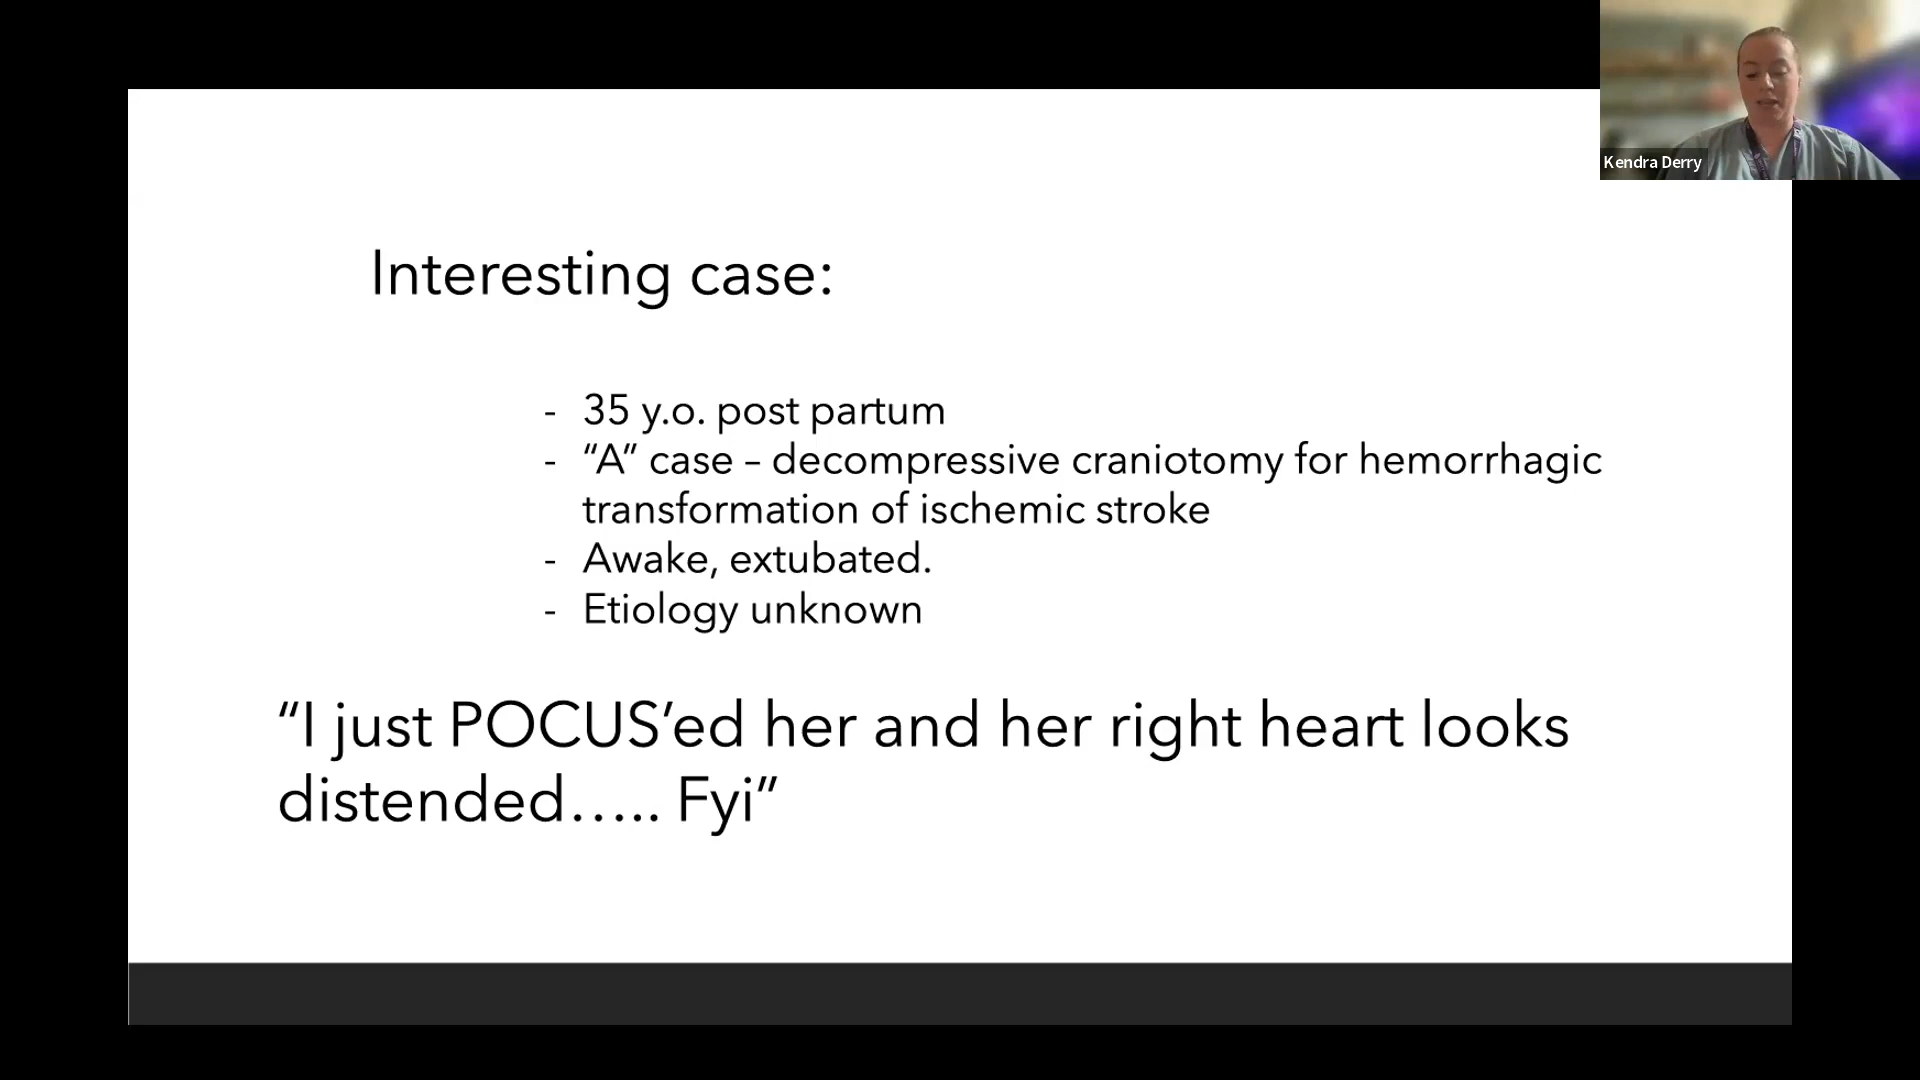 Kendra Derry
Interesting case:
- 35 y.o. post partum
- “A” case – decompressive craniotomy for hemorrhagic
transformation of ischemic stroke
- Awake, extubated.
- Etiology unknown
“I just POCUS’ed her and her right heart looks
distended….. Fyi”